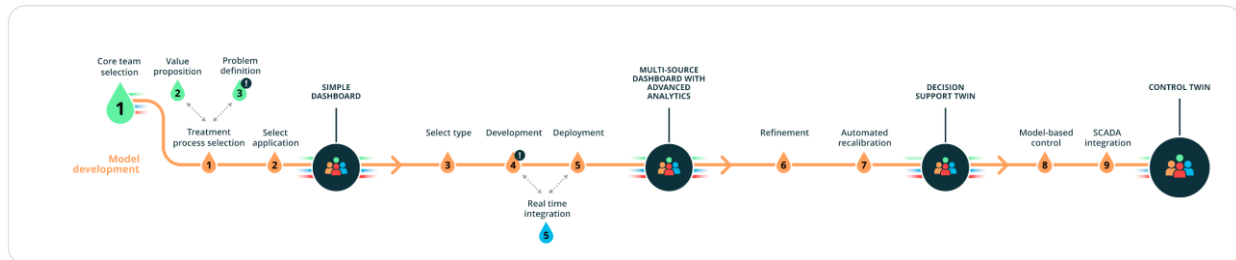 Core team
selection
1
Value
proposition
2
Problem
definition
3
!
Model
development
Treatment
process selection
1
Select
application
2
SIMPLE
DASHBOARD
Select type
3
Development
4
!
Deployment
5
Real time
integration
5
MULTI-SOURCE
DASHBOARD WITH
ADVANCED
ANALYTICS
Refinement
6
Automated
recalibration
7
DECISION
SUPPORT TWIN
Model-based
control
8
SCADA
integration
9
CONTROL TWIN